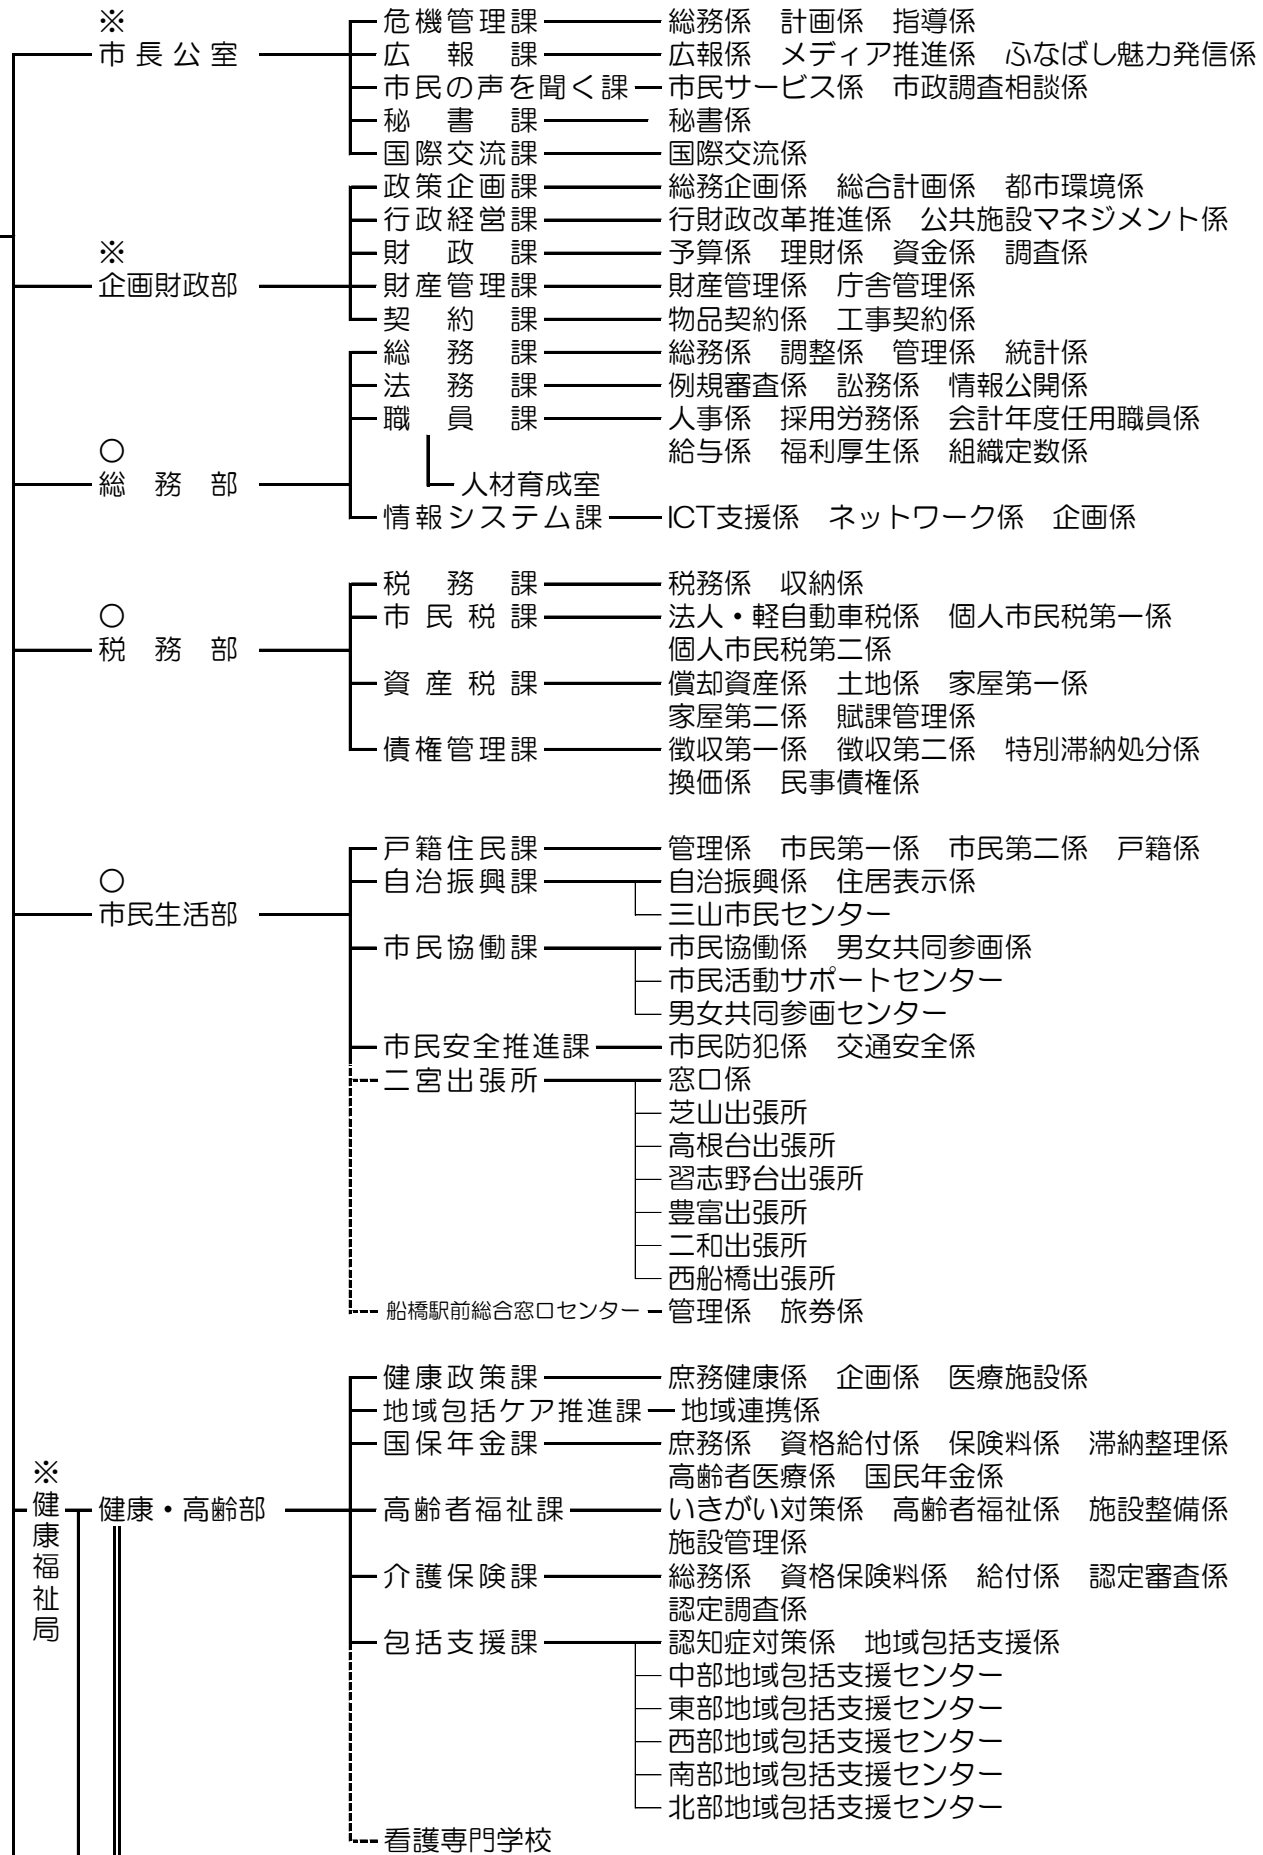 ※
市長公室
危機管理課 総務係 計画係 指導係
広報課 広報係 メディア推進係 ふなばし魅力発信係
市民の声を聞く課 市民サービス係 市政調査相談係
秘書課 秘書係
国際交流課 国際交流係
※
企画財政部
政策企画課 総務企画係 総合計画係 都市環境係
行政経営課 行財政改革推進係 公共施設マネジメント係
財政課 予算係 理財係 資金係 調査係
財産管理課 財産管理係 庁舎管理係
契約課 物品契約係 工事契約係
○
総務部
総務課 総務係 調整係 管理係 統計係
法務課 例規審査係 訟務係 情報公開係
職員課 人事係 採用労務係 会計年度任用職員係
給与係 福利厚生係 組織定数係
人材育成室
情報システム課 ICT支援係 ネットワーク係 企画係
○
税務部
税務課 税務係 収納係
市民税課 法人・軽自動車税係 個人市民税第一係
個人市民税第二係
資産税課 償却資産係 土地係 家屋第一係
家屋第二係 賦課管理係
債権管理課 徴収第一係 徴収第二係 特別滞納処分係
換価係 民事債権係
○
市民生活部
戸籍住民課 管理係 市民第一係 市民第二係 戸籍係
自治振興課 自治振興係 住居表示係
三山市民センター
市民協働課 市民協働係 男女共同参画係
市民活動サポートセンター
男女共同参画センター
市民安全推進課 市民防犯係 交通安全係
二宮出張所 窓口係
芝山出張所
高根台出張所
習志野台出張所
豊富出張所
二和出張所
西船橋出張所
船橋駅前総合窓口センター 管理係 旅券係
※健康福祉局
健康・高齢部
健康政策課 庶務健康係 企画係 医療施設係
地域包括ケア推進課 地域連携係
国保年金課 庶務係 資格給付係 保険料係 滞納整理係
高齢者医療係 国民年金係
高齢者福祉課 いきがい対策係 高齢者福祉係 施設整備係
施設管理係
介護保険課 総務係 資格保険料係 給付係 認定審査係
認定調査係
包括支援課 認知症対策係 地域包括支援係
中部地域包括支援センター
東部地域包括支援センター
西部地域包括支援センター
南部地域包括支援センター
北部地域包括支援センター
看護専門学校